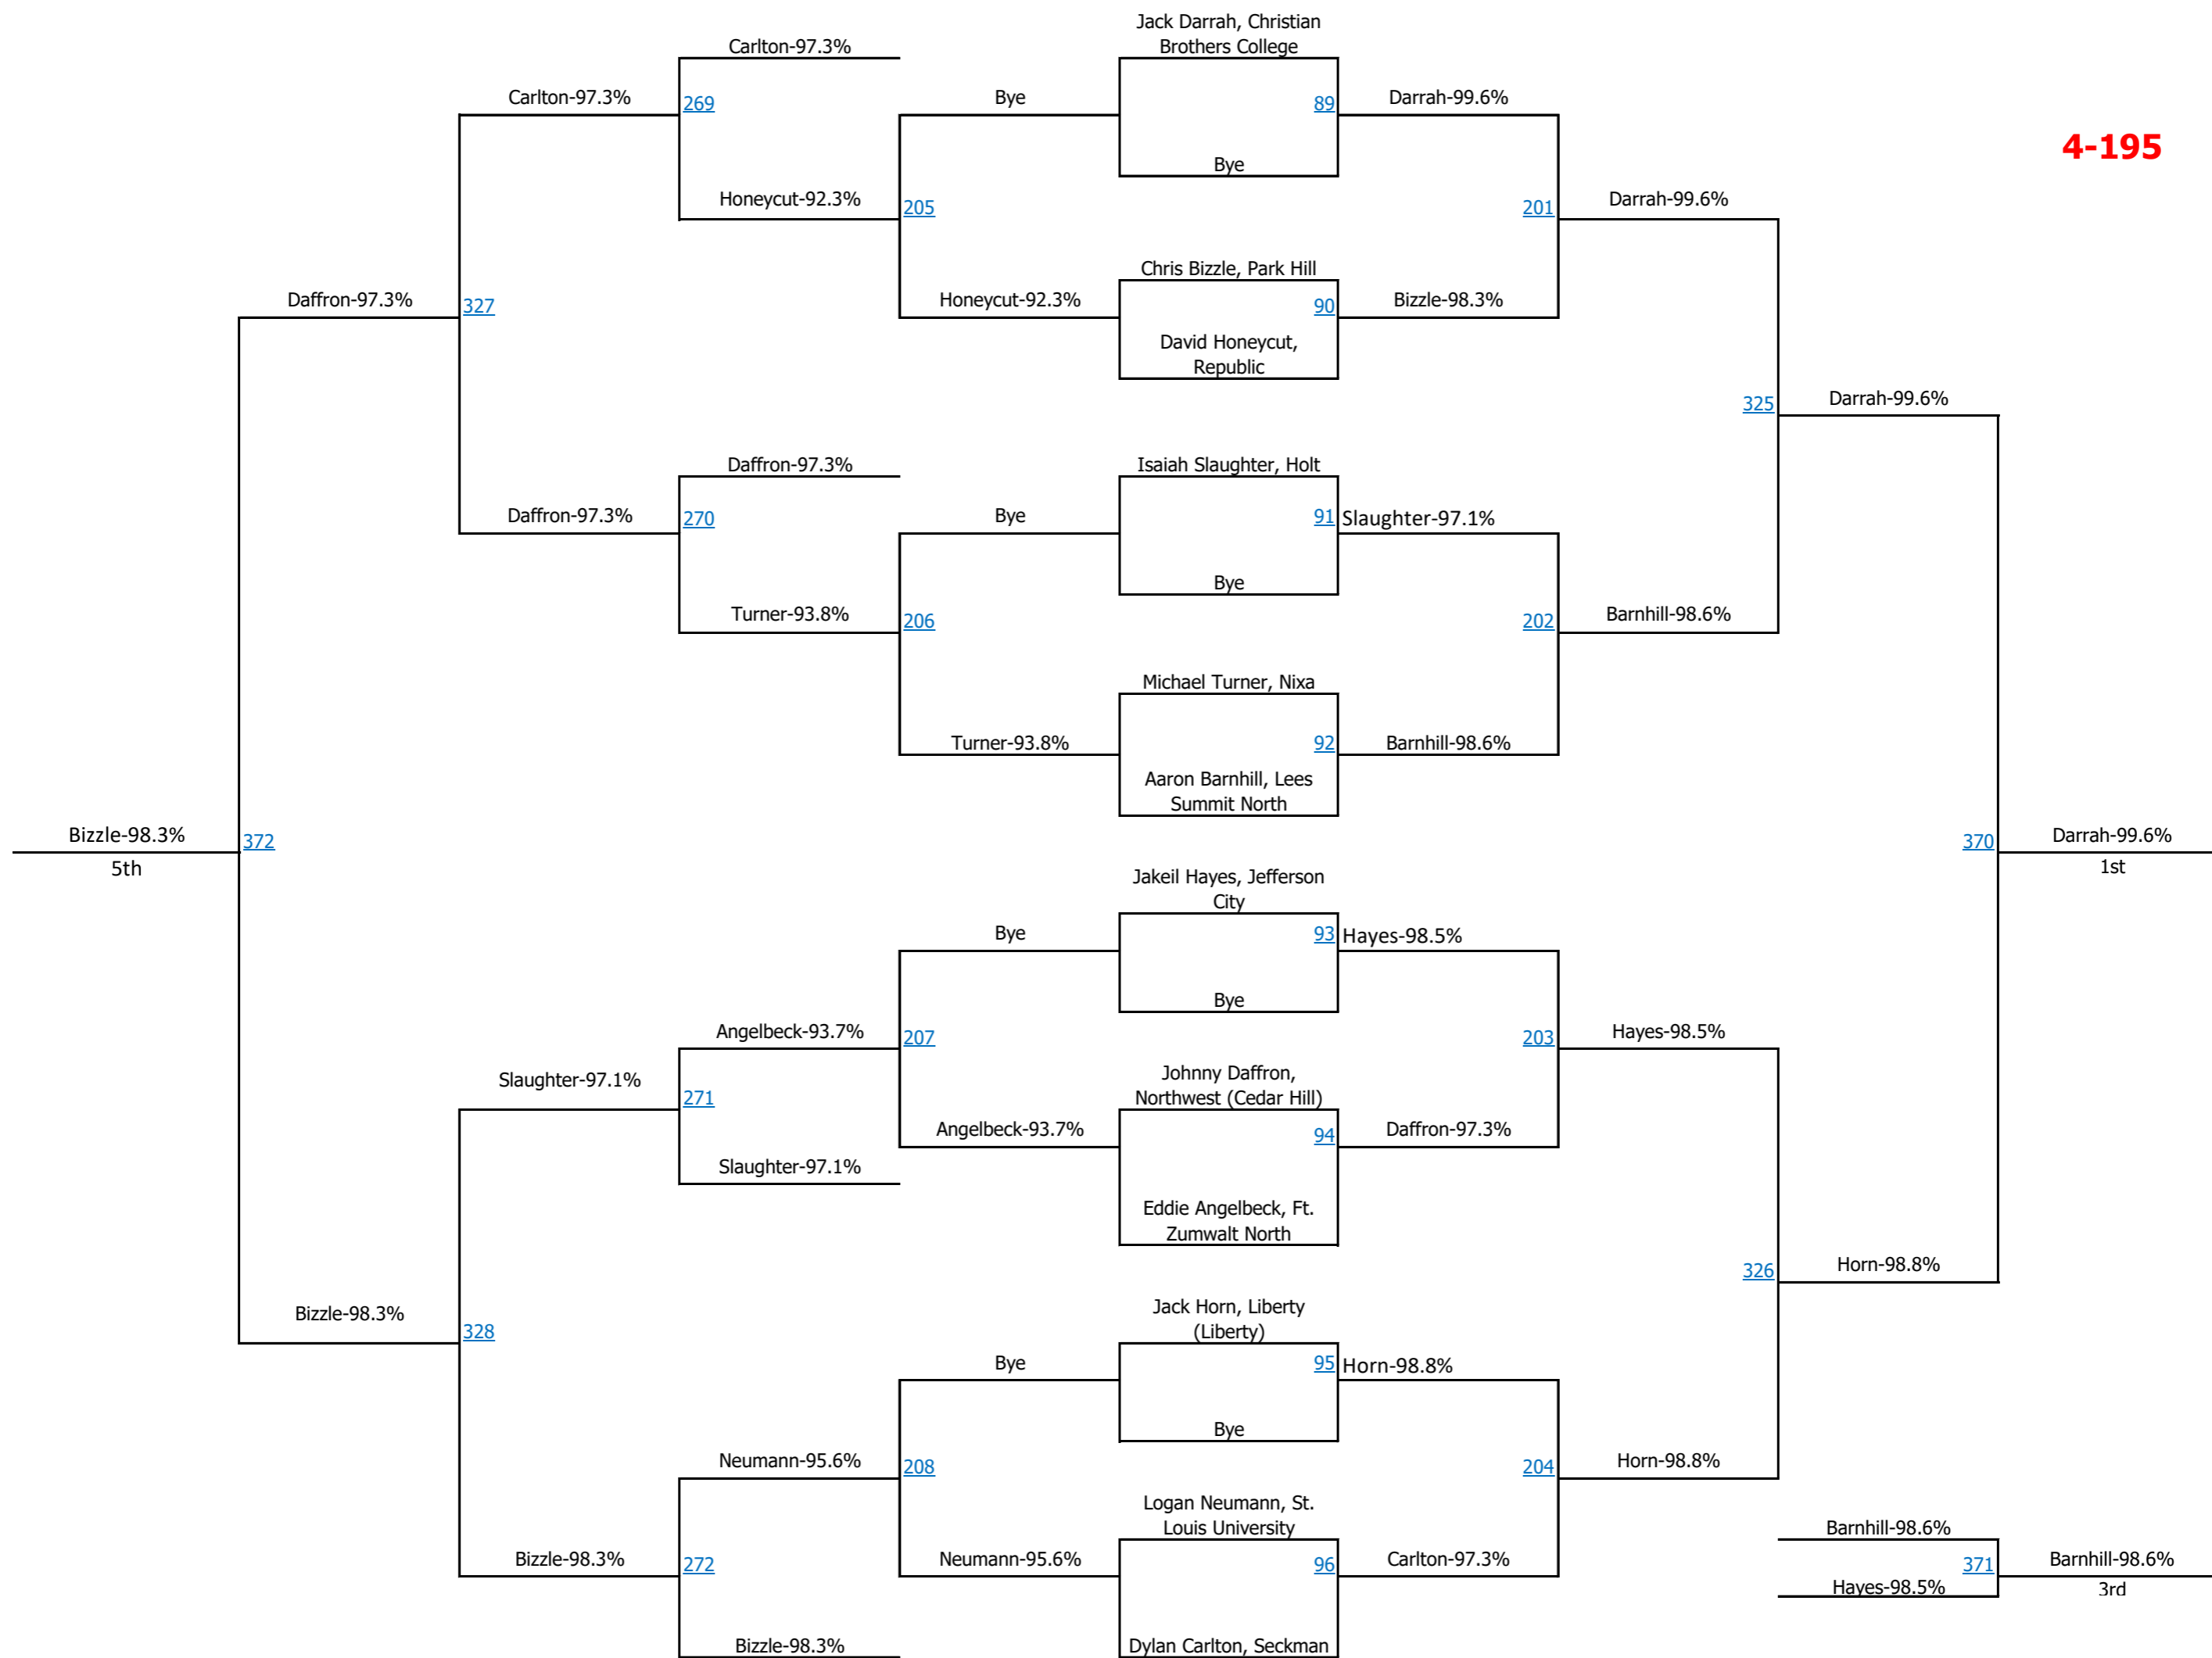 Jack Darrah, Christian
Brothers College
Carlton-97.3%
Carlton-97.3%
269
Bye
89
Darrah-99.6%
4-195
Bye
Honeycut-92.3%
205
201
Darrah-99.6%
Chris Bizzle, Park Hill
Daffron-97.3%
327
Honeycut-92.3%
90
Bizzle-98.3%
David Honeycut,
Republic
325
Darrah-99.6%
Daffron-97.3%
Isaiah Slaughter, Holt
Daffron-97.3%
270
Bye
91
Slaughter-97.1%
Bye
Turner-93.8%
206
202
Barnhill-98.6%
Michael Turner, Nixa
Turner-93.8%
92
Barnhill-98.6%
Aaron Barnhill, Lees
Summit North
Bizzle-98.3%
372
370
Darrah-99.6%
5th
1st
Jakeil Hayes, Jefferson
City
Bye
93
Hayes-98.5%
Bye
Angelbeck-93.7%
207
203
Hayes-98.5%
Slaughter-97.1%
271
Johnny Daffron,
Northwest (Cedar Hill)
Angelbeck-93.7%
94
Daffron-97.3%
Slaughter-97.1%
Eddie Angelbeck, Ft.
Zumwalt North
326
Horn-98.8%
Bizzle-98.3%
328
Jack Horn, Liberty
(Liberty)
Bye
95
Horn-98.8%
Bye
Neumann-95.6%
208
204
Horn-98.8%
Logan Neumann, St.
Louis University
Barnhill-98.6%
Bizzle-98.3%
272
Neumann-95.6%
96
Carlton-97.3%
371
Barnhill-98.6%
Hayes-98.5%
3rd
Bizzle-98.3%
Dylan Carlton, Seckman